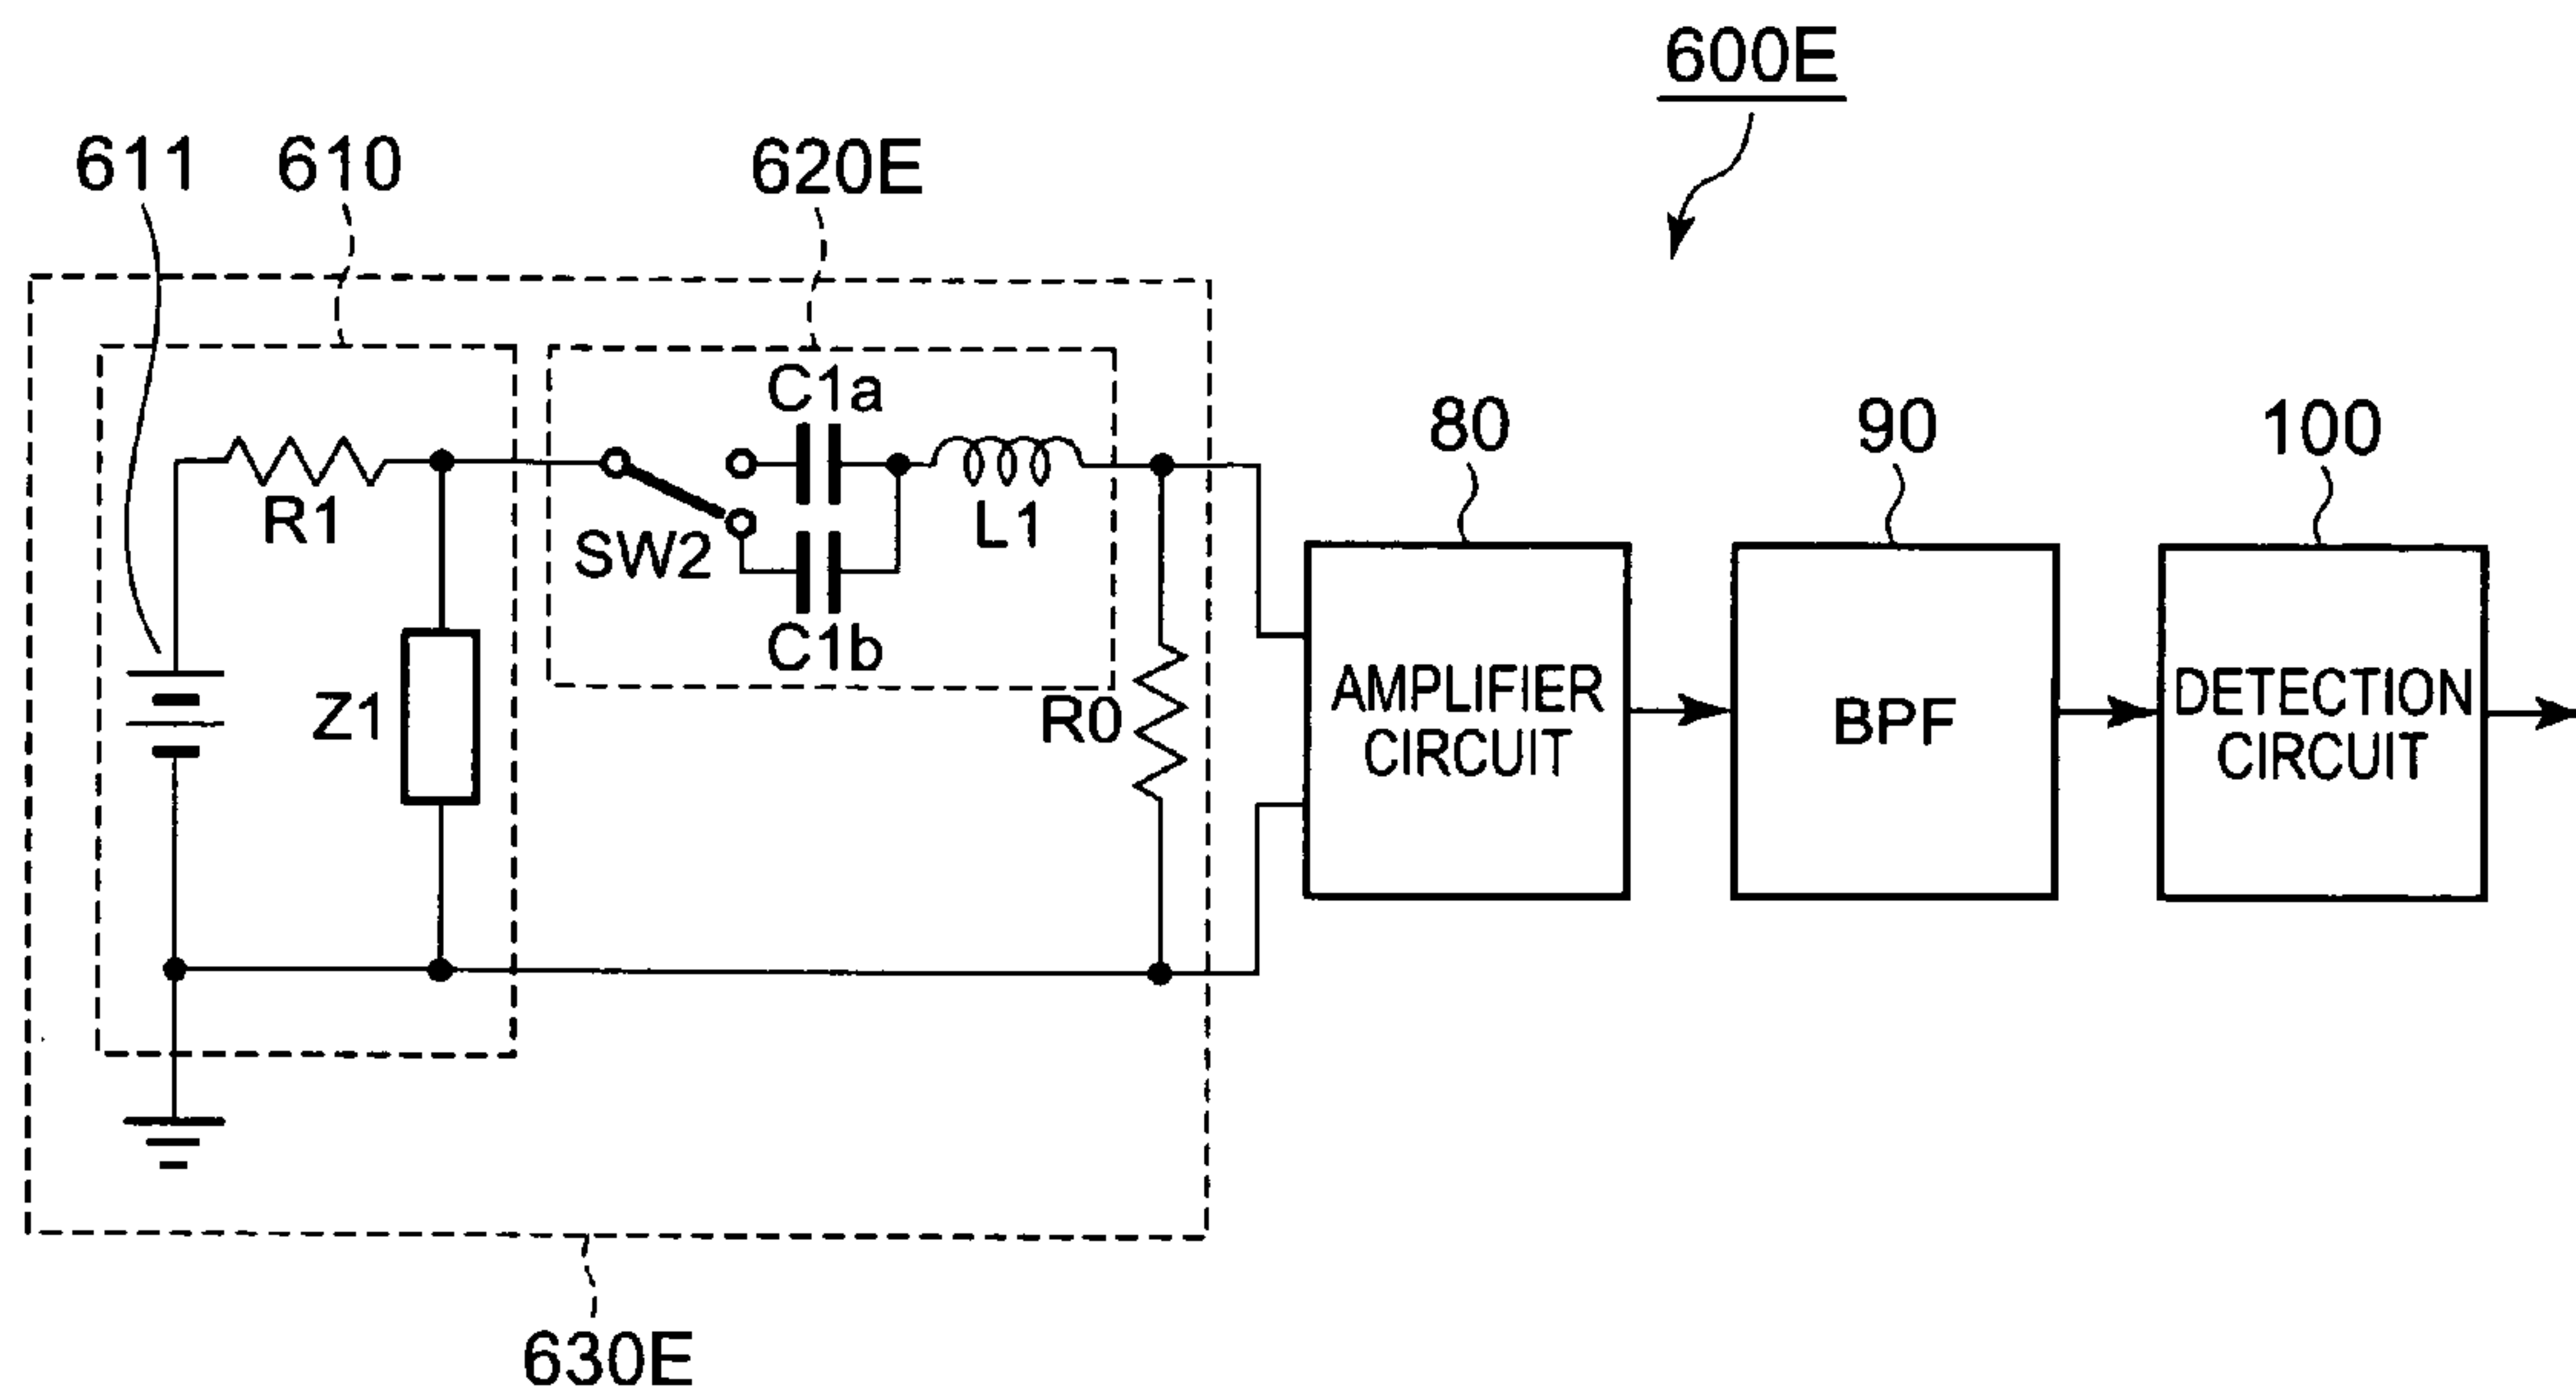 600E
611
610
620E
C1a
80
90
100
R1
SW2
L1
C1b
Z1
R0
AMPLIFIER
CIRCUIT
BPF
DETECTION
CIRCUIT
630E